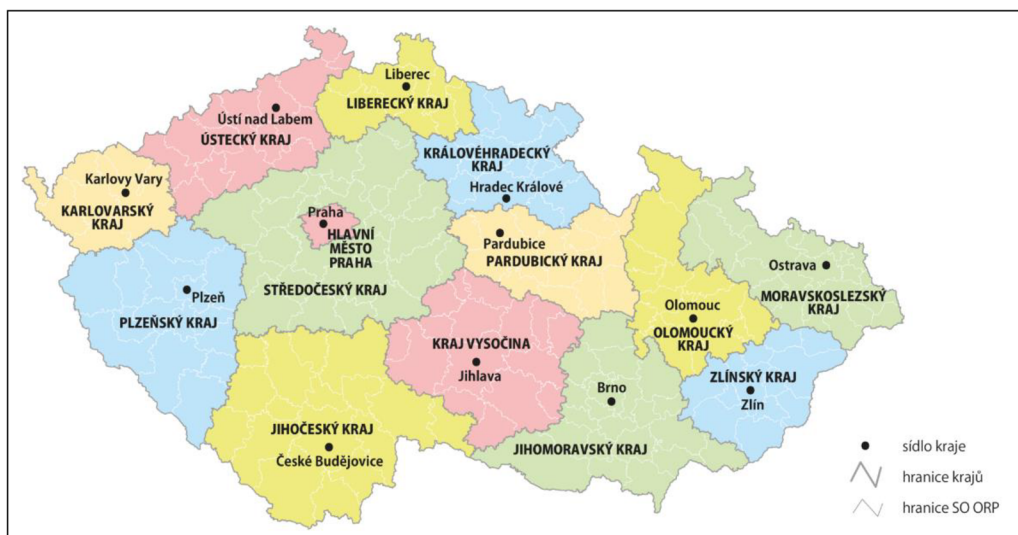 Liberec
LIBERECKÝ KRAJ
Ústí nad Labem
ÚSTECKÝ KRAJ
KRÁLOVÉHRADECKÝ
KRAJ
Hradec Králové
Karlovy Vary
KARLOVARSKÝ
KRAJ
Praha
HLAVNÍ
MĚSTO
PRAHA
Pardubice
PARDUBICKÝ KRAJ
STŘEDOČESKÝ KRAJ
Ostrava
MORAVSKOSLEZSKÝ
KRAJ
Plzeň
PLZEŇSKÝ KRAJ
Olomouc
OLOMOUCKÝ
KRAJ
KRAJ VYSOČINA
Jihlava
ZLÍNSKÝ KRAJ
Zlín
Brno
JIHOMORAVSKÝ KRAJ
JIHOČESKÝ KRAJ
České Budějovice
sídlo kraje
hranice krajů
hranice SO ORP